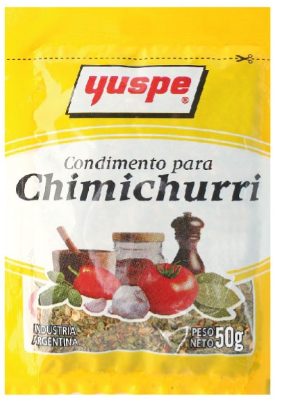 yuspe®
Condimento para
Chimichurri
INDUSTRIA
ARGENTINA
PESO
NETO 50g